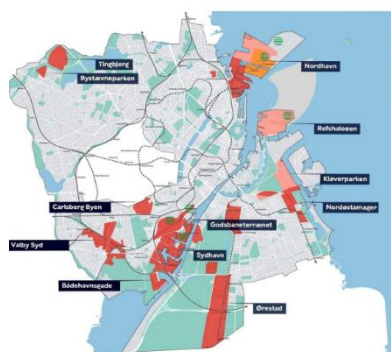 Tingbjerg
Bystævneparken
Nordhavn
Refshaleøen
Kløverparken
Carlsberg Byen
Nordøstamager
Godsbaneterrænet
Valby Syd
Sydhavn
Bådehavnsgade
Ørestad